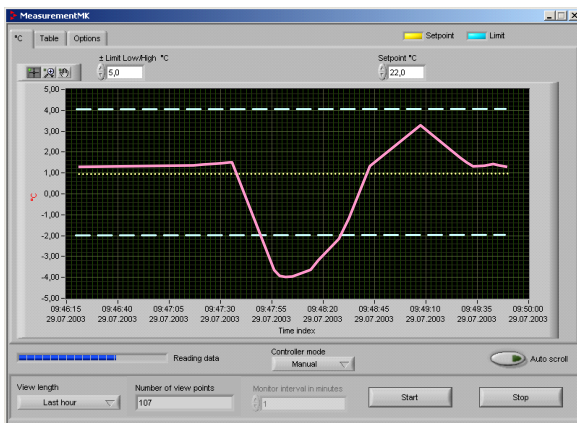 MeasurementMK
°C Table Options Setpoint Limit
± Limit Low/High °C Setpoint °C
5,0 22,0
5,00
4,00
3,00
2,00
1,00
0,00
-1,00
-2,00
-3,00
-4,00
-5,00
°C
09:46:15 09:46:40 09:47:05 09:47:30 09:47:55 09:48:20 09:48:45 09:49:10 09:49:35 09:50:00
29.07.2003 29.07.2003 29.07.2003 29.07.2003 29.07.2003 29.07.2003 29.07.2003 29.07.2003 29.07.2003 29.07.2003
Time index
Reading data
Controller mode
Manual
Auto scroll
View length Number of view points Monitor interval in minutes
Last hour 107 1 Start Stop